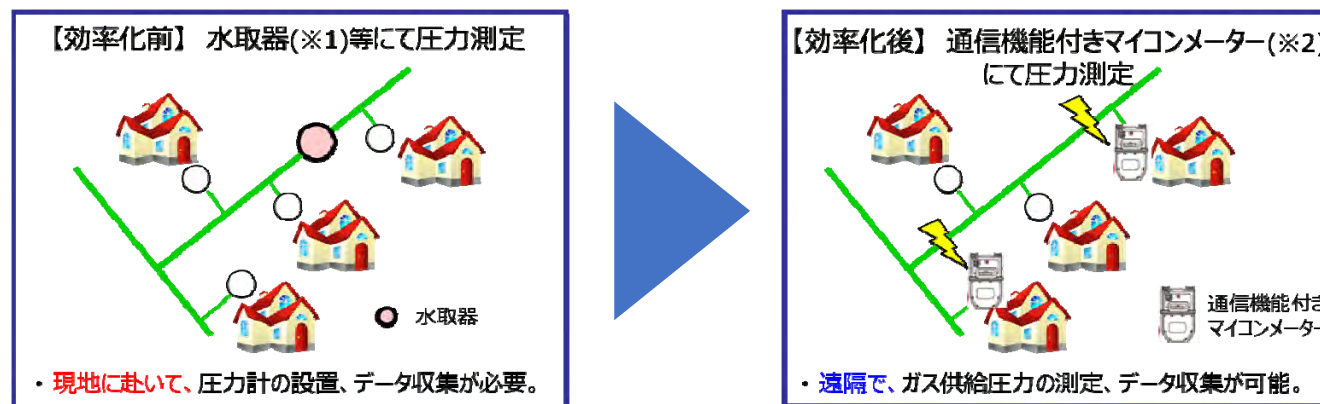 【効率化前】 水取器(※1)等にて圧力測定
水取器
・現地に赴いて、圧力計の設置、データ収集が必要。
【効率化後】 通信機能付きマイコンメーター(※2)
にて圧力測定
通信機能付き
マイコンメーター
・遠隔で、ガス供給圧力の測定、データ収集が可能。